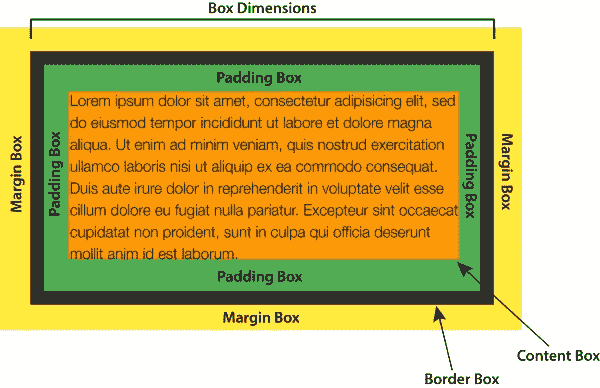 Box Dimensions
Padding Box
Lorem ipsum dolor sit amet, consectetur adipisicing elit, sed
do eiusmod tempor incididunt ut labore et dolore magna
aliqua. Ut enim ad minim veniam, quis nostrud exercitation
ullamco laboris nisi ut aliquip ex ea commodo consequat.
Duis aute irure dolor in reprehenderit in voluptate velit esse
cillum dolore eu fugiat nulla pariatur. Excepteur sint occaecat
cupidatat non proident, sunt in culpa qui officia deserunt
mollit anim id est laborum.
Margin Box
Padding Box
Padding Box
Margin Box
Padding Box
Margin Box
Content Box
Border Box